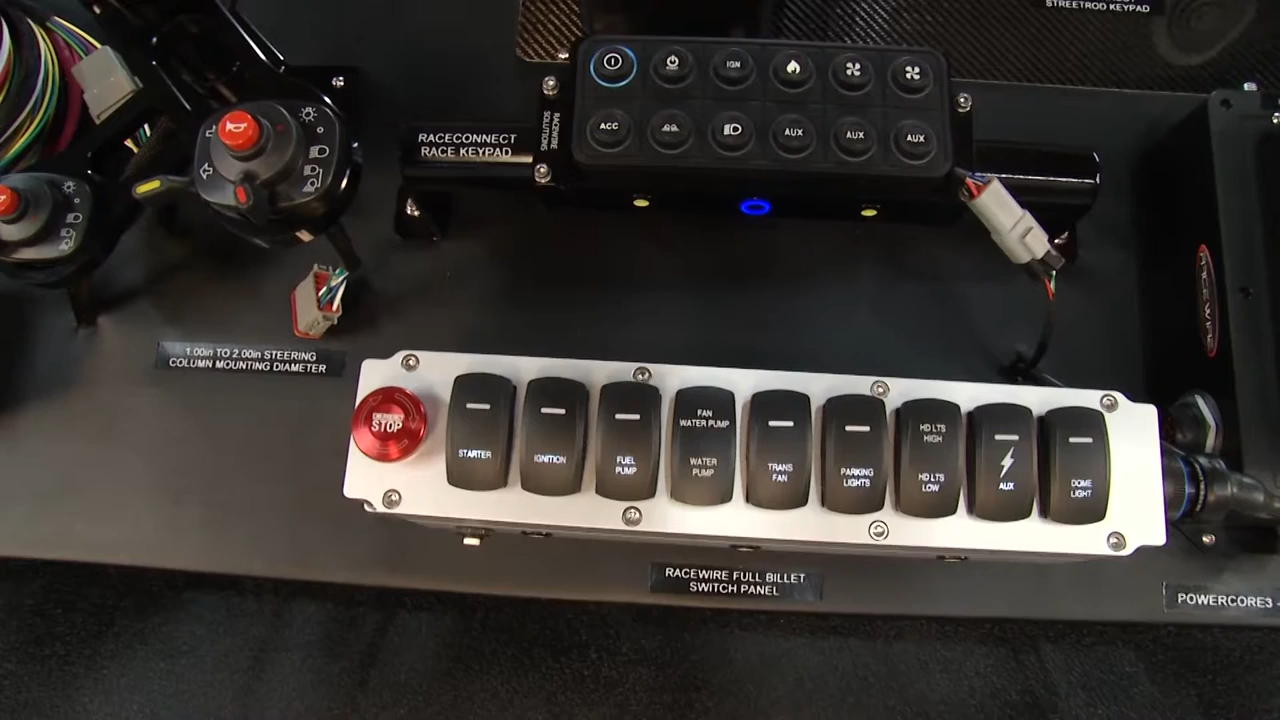 STREETROD KEYPAD
IGN
ACC
AUX
AUX
AUX
RACEWIRE
SOLUTIONS
RACECONNECT
RACE KEYPAD
RACEWIRE
1.00in TO 2.00in STEERING
COLUMN MOUNTING DIAMETER
EMERGENCY
STOP
STARTER
IGNITION
FUEL
PUMP
FAN
WATER PUMP
WATER
PUMP
TRANS
FAN
PARKING
LIGHTS
HD LTS
HIGH
HD LTS
LOW
AUX
DOME
LIGHT
RACEWIRE FULL BILLET
SWITCH PANEL
POWERCORE3 -